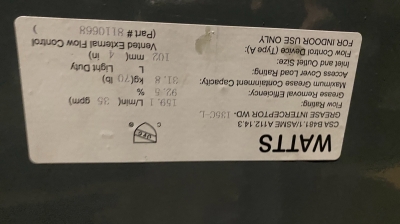 WATTS
CSA B481.1/ASME A112.14.3
GREASE INTERCEPTOR WD- 135C-L
Flow Rating: 159.1 L/min. 35 gpm)
Grease Removal Efficiency: 92.6 %
Maximum Grease Containment Capacity: 31.8 kg(70 lb)
Access Cover Load Rating: L Light Duty
Inlet and Outlet Size: 102 mm( 4 in)
Flow Control Device (Type A): Vented External Flow Control
FOR INDOOR USE ONLY (Part # 8110668